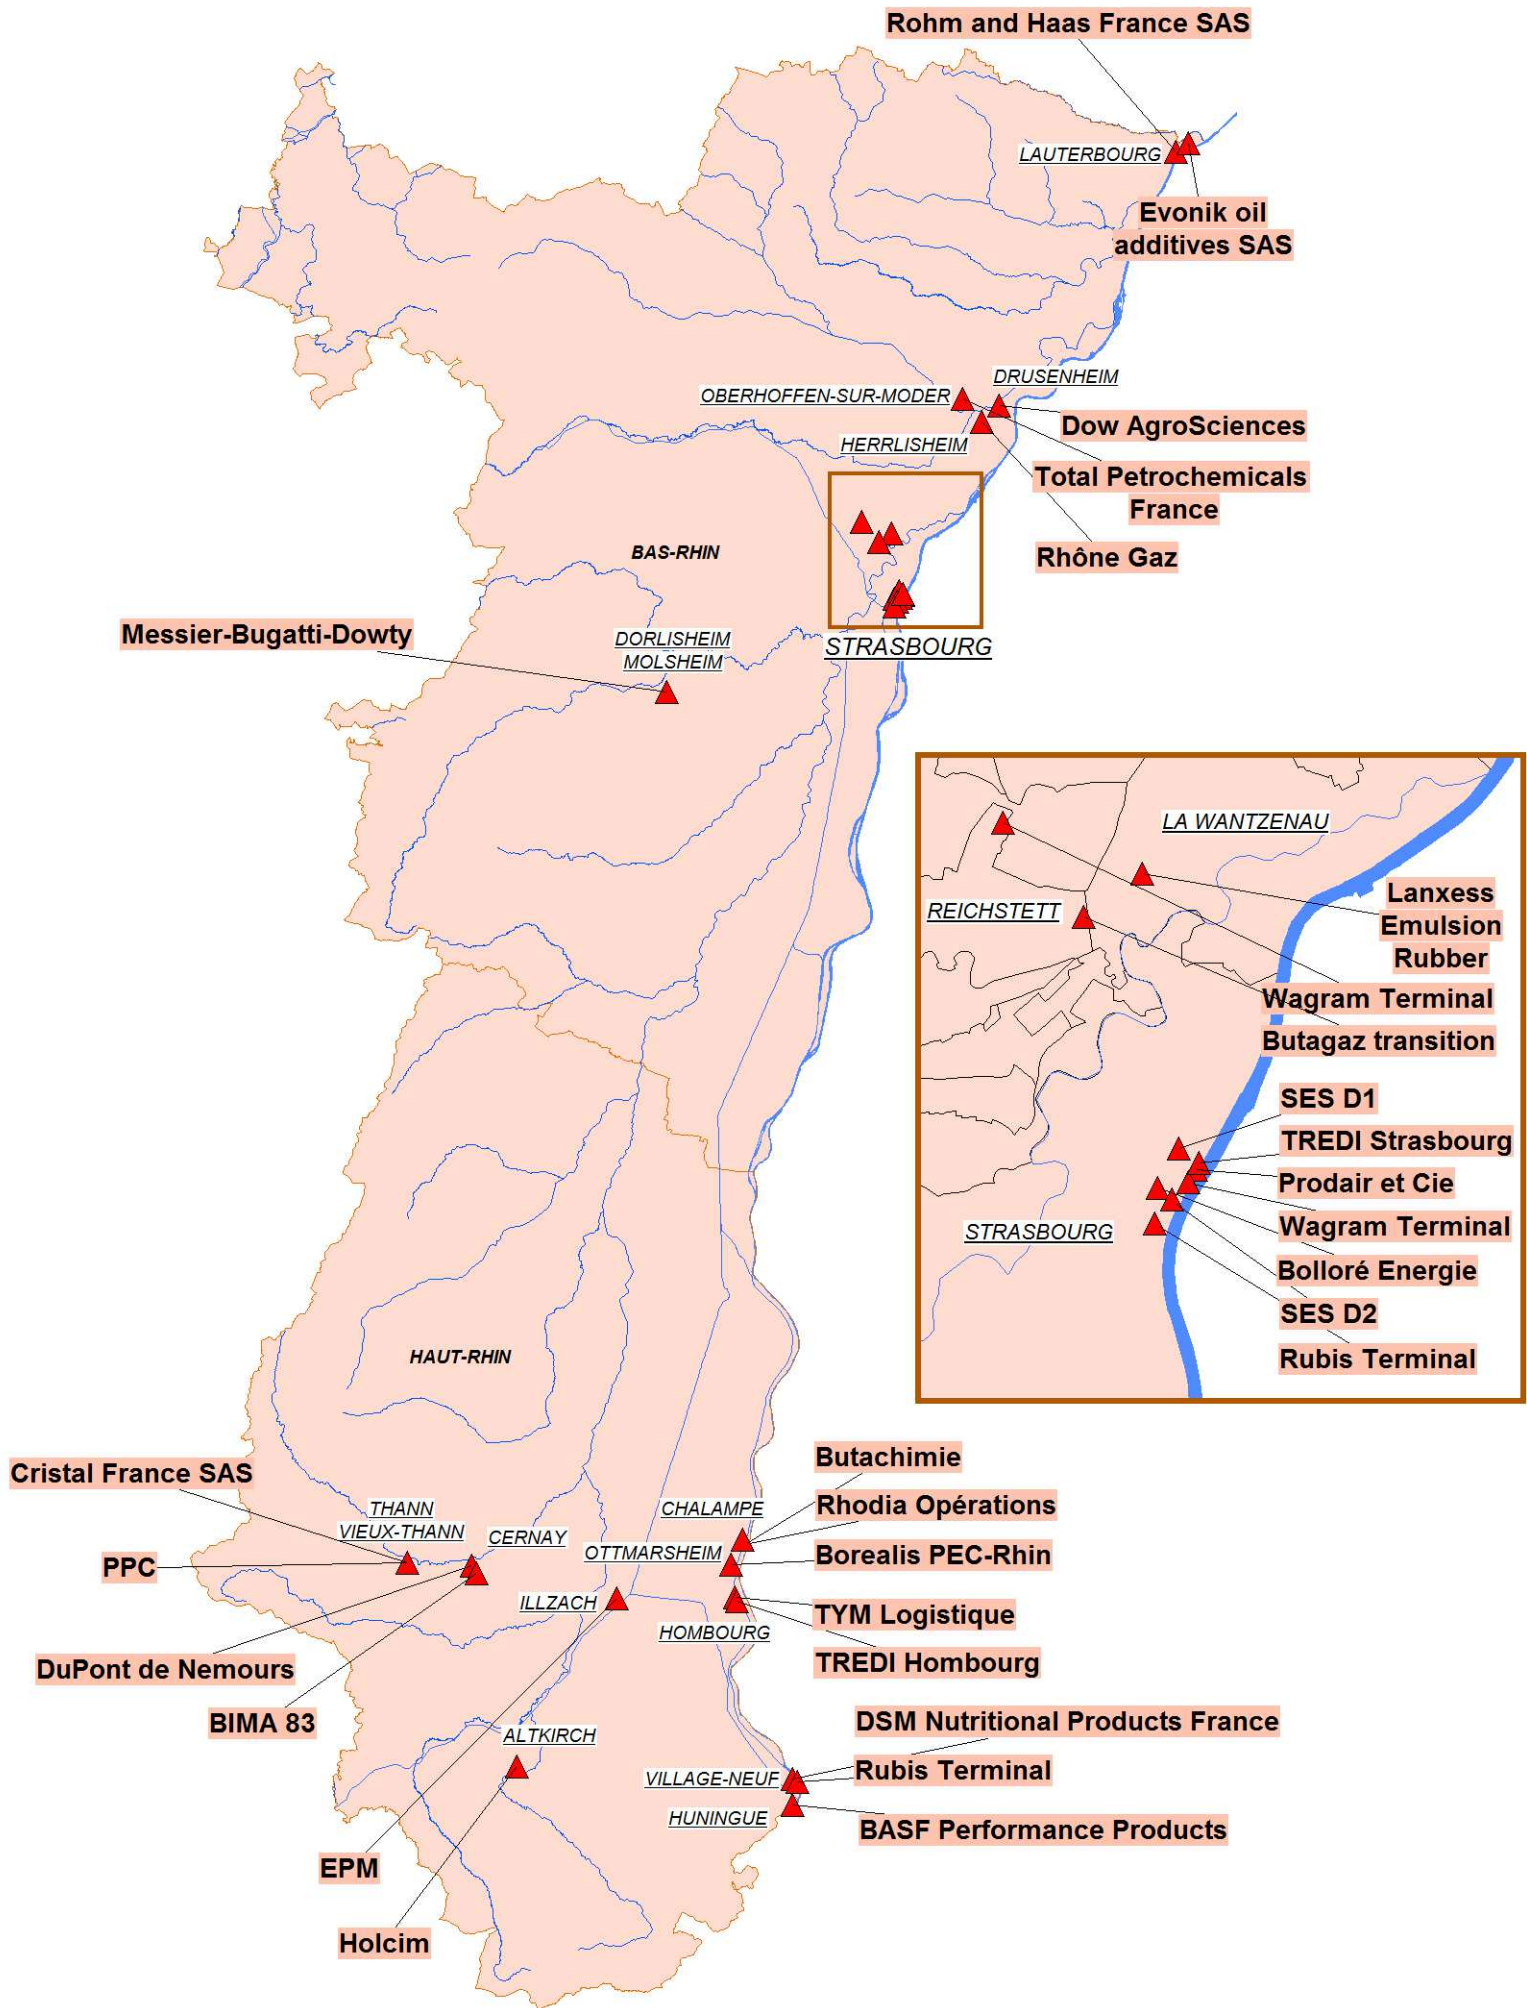 Rohm and Haas France SAS
LAUTERBOURG
Evonik oil
additives SAS
DRUSENHEIM
OBERHOFFEN-SUR-MODER
Dow AgroSciences
HERRLISHEIM
Total Petrochemicals
France
BAS-RHIN
Rhône Gaz
Messier-Bugatti-Dowty
DORLISHEIM
MOLSHEIM
STRASBOURG
LA WANTZENAU
REICHSTETT
Lanxess
Emulsion
Rubber
Wagram Terminal
Butagaz transition
SES D1
TREDI Strasbourg
Prodair et Cie
Wagram Terminal
STRASBOURG
Bolloré Energie
SES D2
Rubis Terminal
HAUT-RHIN
Butachimie
Cristal France SAS
THANN
VIEUX-THANN
CERNAY
CHALAMPE
Rhodia Opérations
OTTMARSHEIM
Borealis PEC-Rhin
PPC
ILLZACH
TYM Logistique
HOMBOURG
TREDI Hombourg
DuPont de Nemours
BIMA 83
DSM Nutritional Products France
ALTKIRCH
Rubis Terminal
VILLAGE-NEUF
HUNINGUE
BASF Performance Products
EPM
Holcim